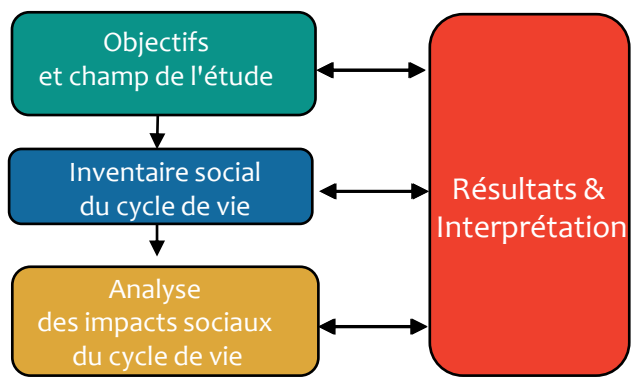 Objectifs
et champ de l'étude
Inventaire social
du cycle de vie
Analyse
des impacts sociaux
du cycle de vie
Résultats &
Interprétation